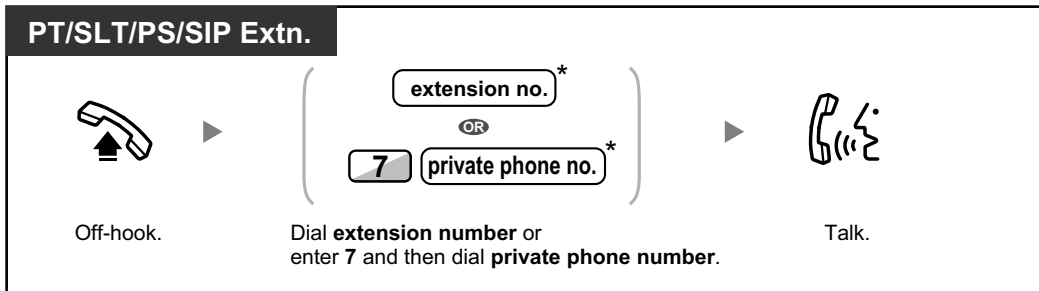 PT/SLT/PS/SIP Extn.
extension no.*
OR
7 private phone no.*
Off-hook.
Dial extension number or
enter 7 and then dial private phone number.
Talk.